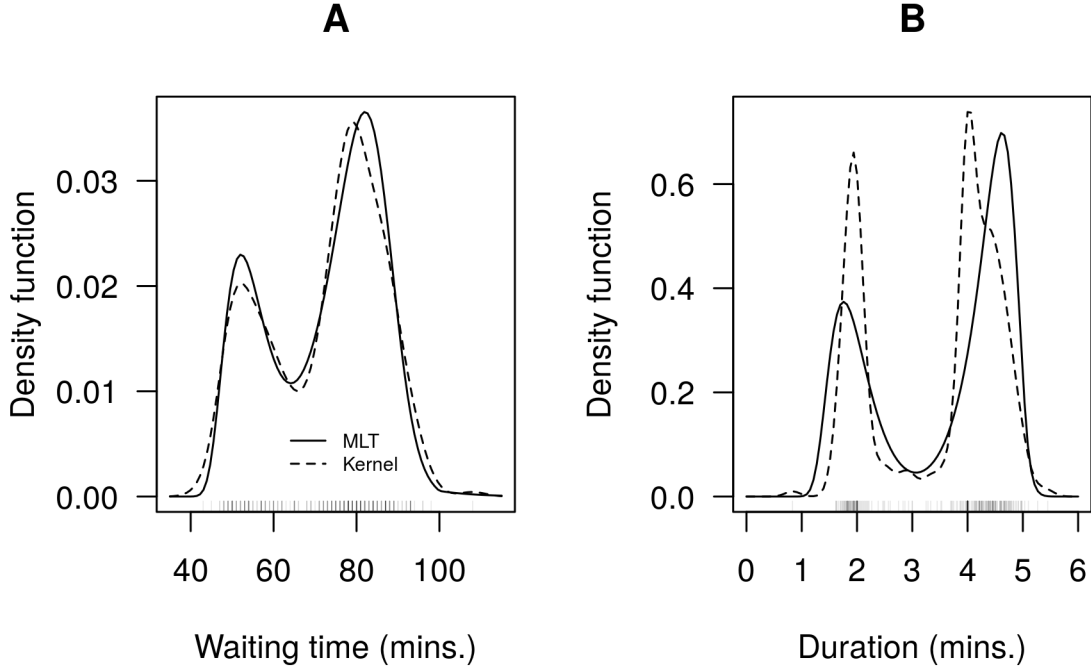 A
Density function
0.03
0.02
0.01
0.00
MLT
Kernel
40 60 80 100
Waiting time (mins.)
B
Density function
0.6
0.4
0.2
0.0
0 1 2 3 4 5 6
Duration (mins.)